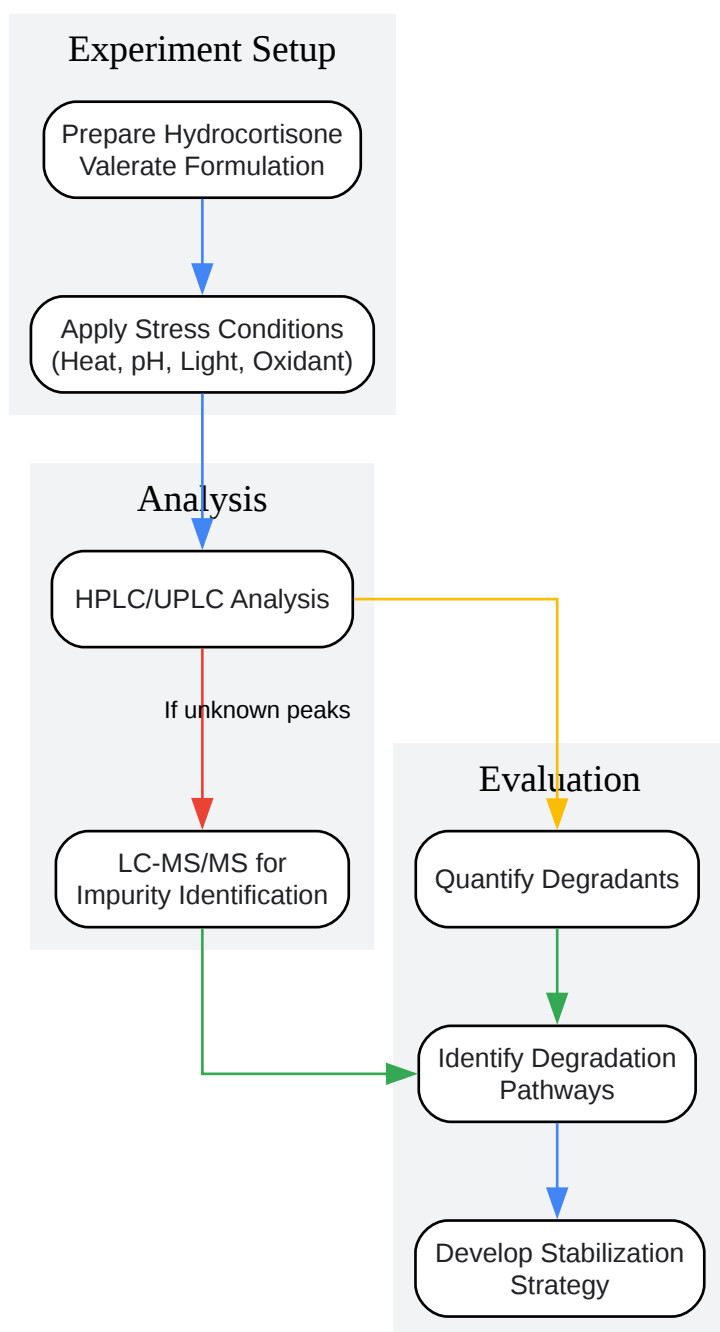 Experiment Setup
Prepare Hydrocortisone
Valerate Formulation
Apply Stress Conditions
(Heat, pH, Light, Oxidant)
Analysis
HPLC/UPLC Analysis
If unknown peaks
LC-MS/MS for
Impurity Identification
Evaluation
Quantify Degradants
Identify Degradation
Pathways
Develop Stabilization
Strategy